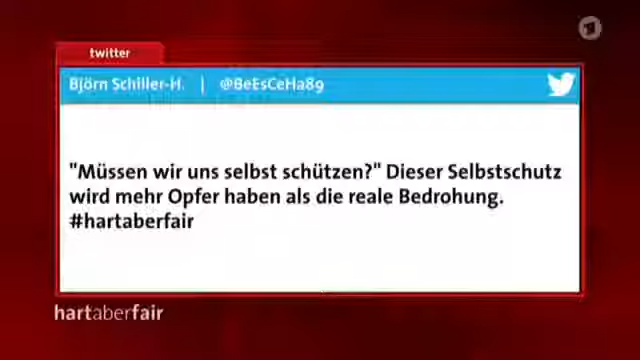 twitter
Björn Schiller-H. | @BeEsCeHa89
"Müssen wir uns selbst schützen?" Dieser Selbstschutz
wird mehr Opfer haben als die reale Bedrohung.
#hartaberfair
hartaberfair